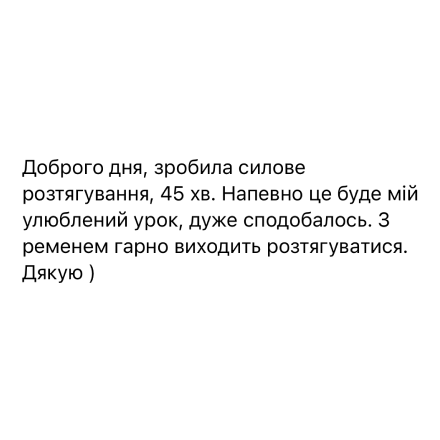 Доброго дня, зробила силове
розтягування, 45 хв. Напевно це буде мій
улюблений урок, дуже сподобалось. З
ременем гарно виходить розтягуватися.
Дякую )